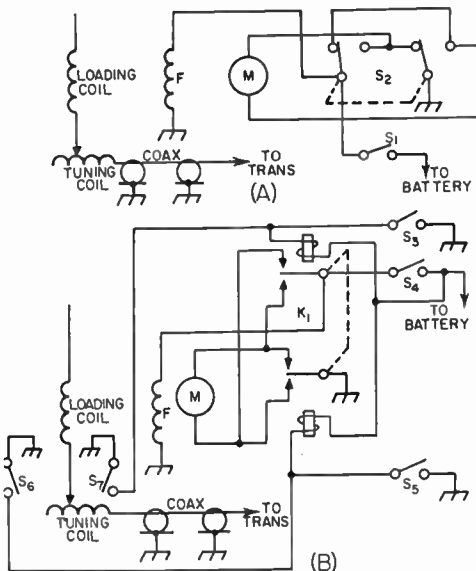 LOADING
COIL
F
M
S2
S1
TO
BATTERY
COAX
TO
TRANS
TUNING
COIL
(A)
S3
S4
TO
BATTERY
K1
F
M
LOADING
COIL
S6
S7
COAX
TO
TRANS
TUNING
COIL
S5
(B)